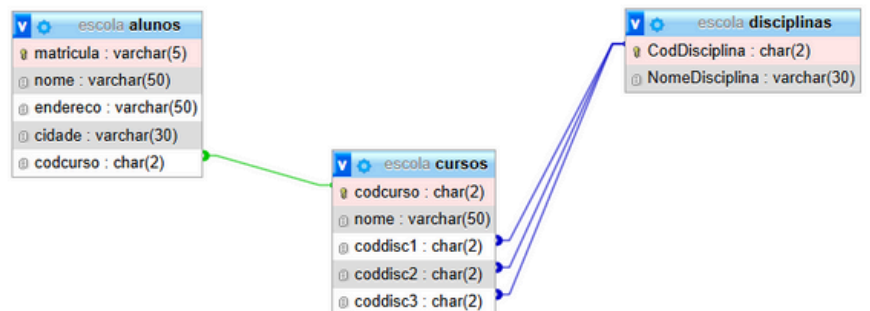 escola alunos
matricula : varchar(5)
nome : varchar(50)
endereco : varchar(50)
cidade : varchar(30)
codcurso : char(2)
escola cursos
codcurso : char(2)
nome : varchar(50)
coddisc1 : char(2)
coddisc2 : char(2)
coddisc3 : char(2)
escola disciplinas
CodDisciplina : char(2)
NomeDisciplina : varchar(30)